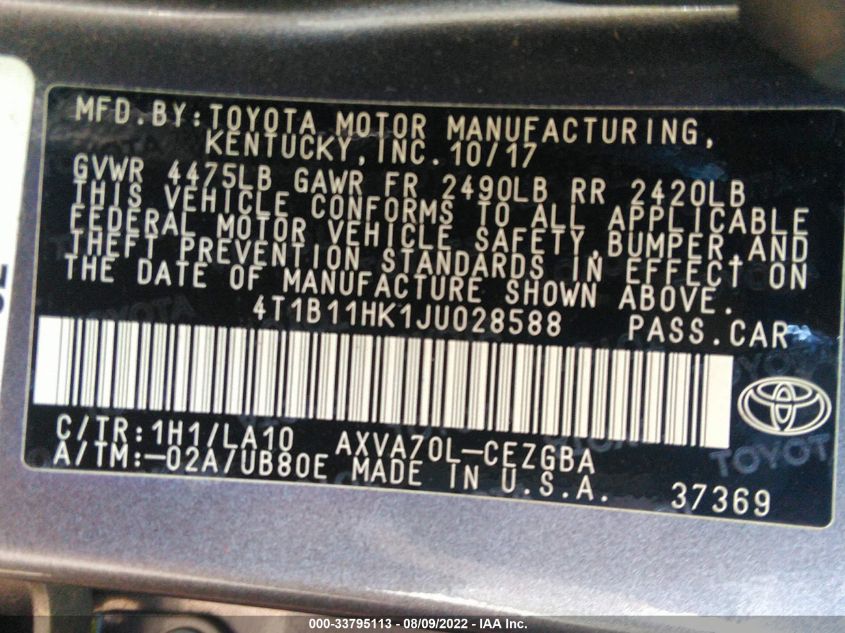 MFD.BY:TOYOTA MOTOR MANUFACTURING,
KENTUCKY,INC.10/17
GVWR 4475LB GAWR FR 2490LB RR 2420LB
THIS VEHICLE CONFORMS TO ALL APPLICABLE
FEDERAL MOTOR VEHICLE SAFETY,BUMPER,AND
THEFT PREVENTION STANDARDS IN EFFECT ON
THE DATE OF MANUFACTURE SHOWN ABOVE.
4T1B11HK1JU028588 PASS.CAR
C/TR:1H1/LA10 AXVA70L-CEZGBA
A/TM:-02A/UB80E MADE IN U.S.A. 37369
TOYOTA
000-33795113 - 08/09/2022 - IAA Inc.